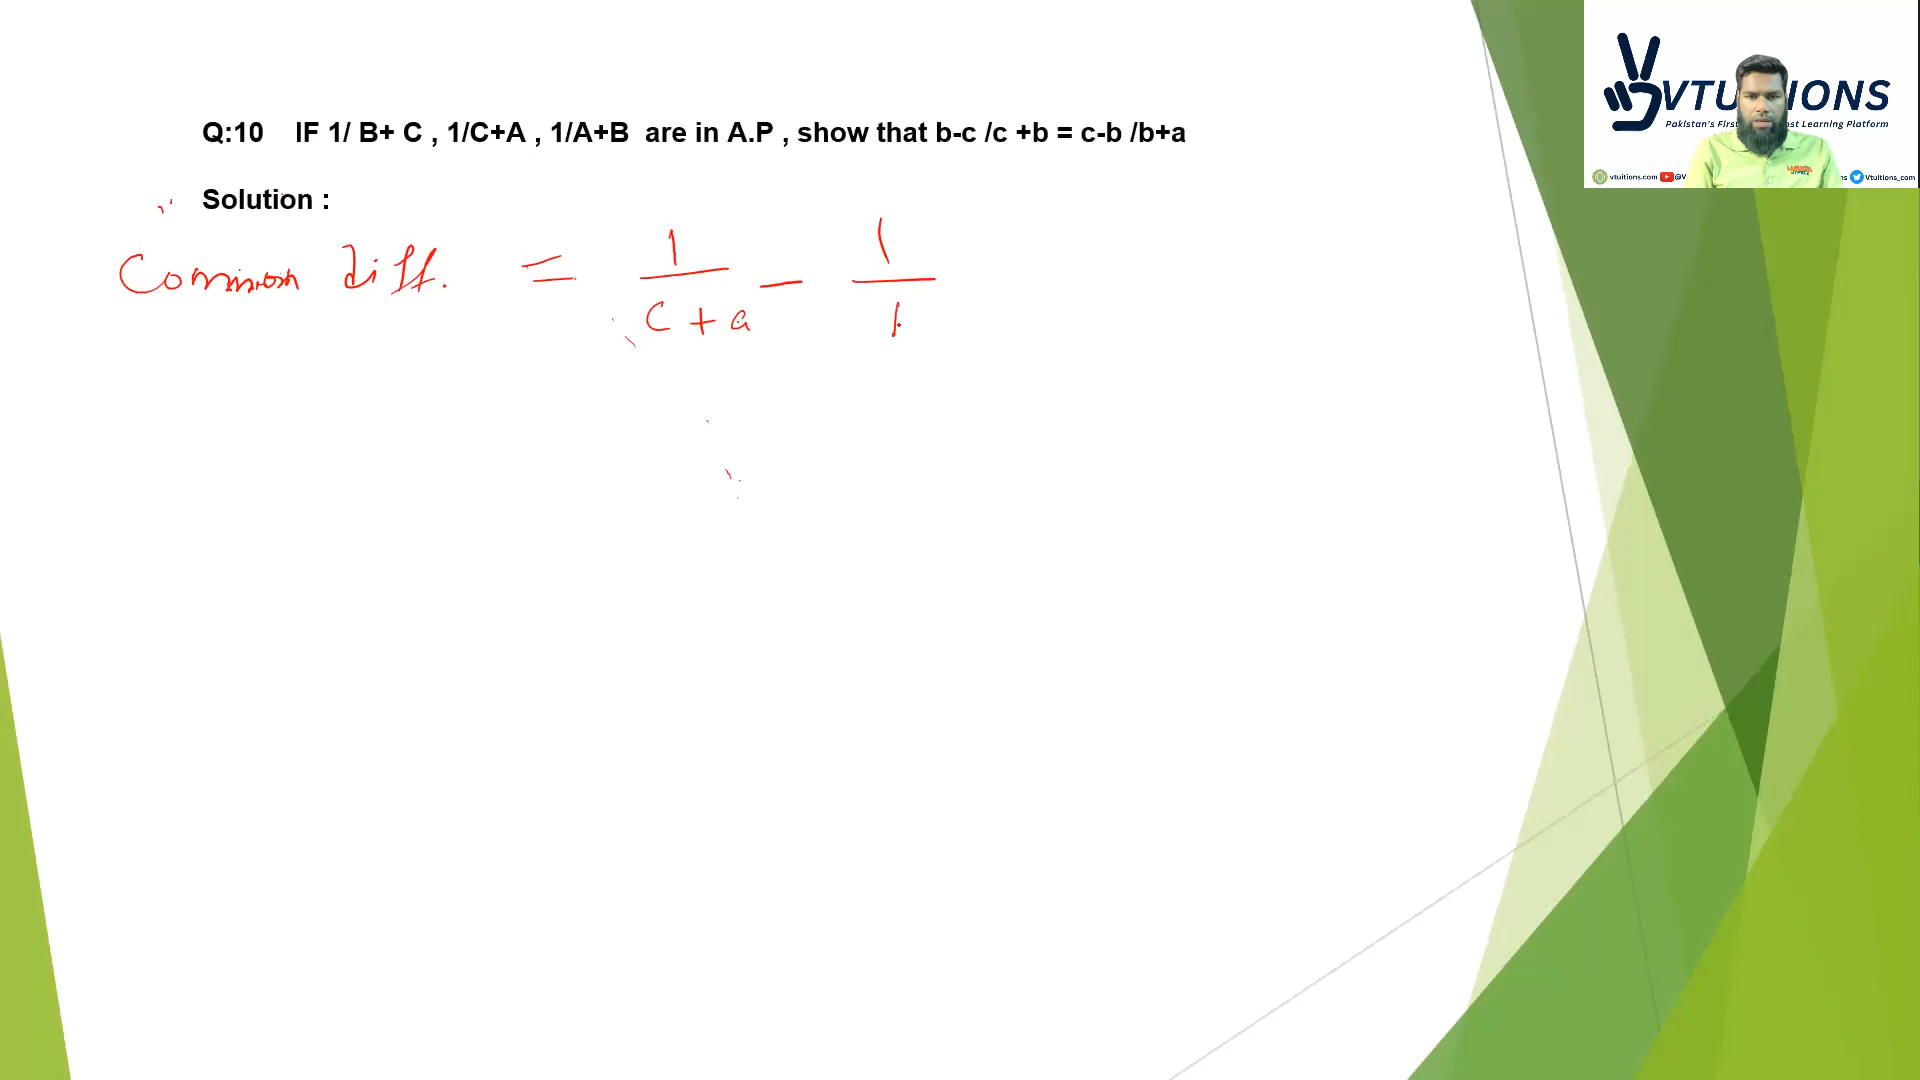 VTU IONS
Pakistan's First ost Learning Platform
vtuitions.com @V ns Vtuitions_com
Q:10 IF 1/ B+ C , 1/C+A , 1/A+B are in A.P , show that b-c /c +b = c-b /b+a
Solution :
Common diff. = 1/c+a - 1/